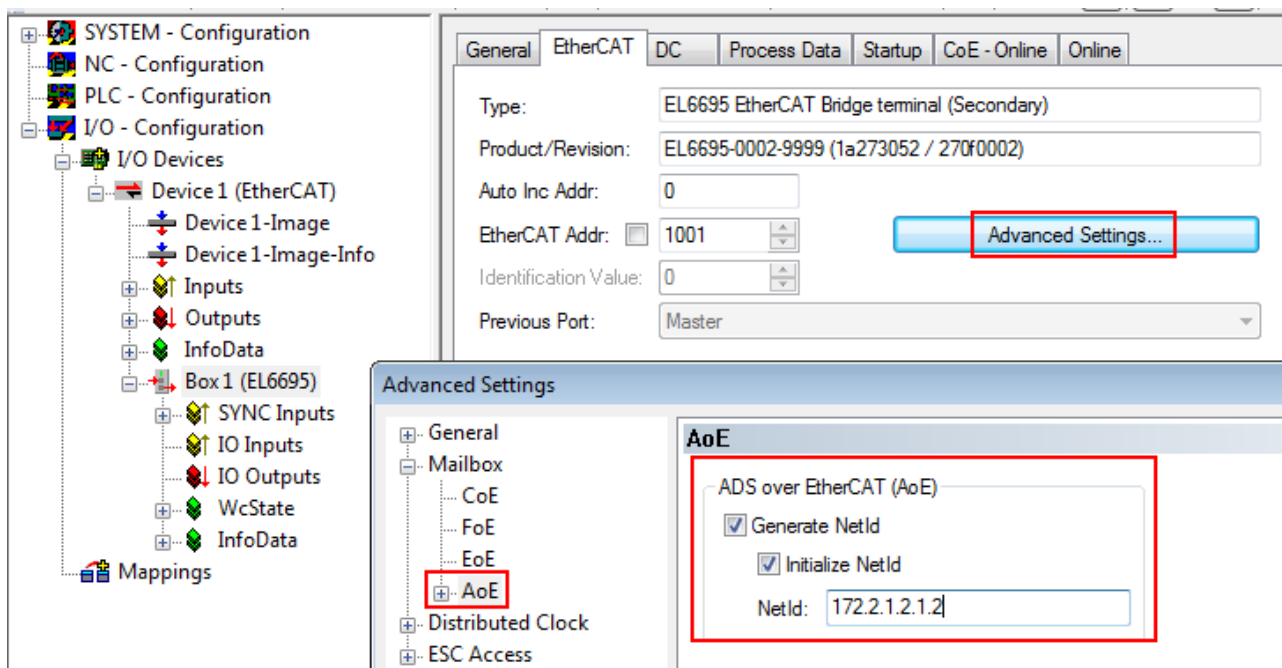 SYSTEM - Configuration
NC - Configuration
PLC - Configuration
I/O - Configuration
I/O Devices
Device 1 (EtherCAT)
Device 1-Image
Device 1-Image-Info
Inputs
Outputs
InfoData
Box 1 (EL6695)
SYNC Inputs
IO Inputs
IO Outputs
WcState
InfoData
Mappings
General EtherCAT DC Process Data Startup CoE - Online Online
Type: EL6695 EtherCAT Bridge terminal (Secondary)
Product/Revision: EL6695-0002-9999 (1a273052 / 270f0002)
Auto Inc Addr: 0
EtherCAT Addr: 1001 Advanced Settings...
Identification Value: 0
Previous Port: Master
Advanced Settings
General
Mailbox
CoE
FoE
EoE
AoE
Distributed Clock
ESC Access
AoE
ADS over EtherCAT (AoE)
Generate NetId
Initialize NetId
NetId: 172.2.1.2.1.2